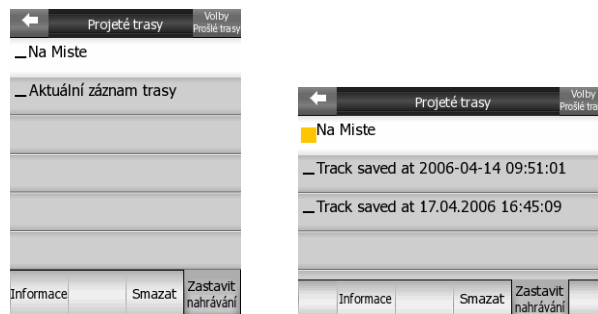 Projeté trasy
Volby
Prošlé trasy
Na Miste
Aktuální záznam trasy
Informace
Smazat
Zastavit
nahrávání
Projeté trasy
Volby
Prošlé tra
Na Miste
Track saved at 2006-04-14 09:51:01
Track saved at 17.04.2006 16:45:09
Informace
Smazat
Zastavit
nahrávání